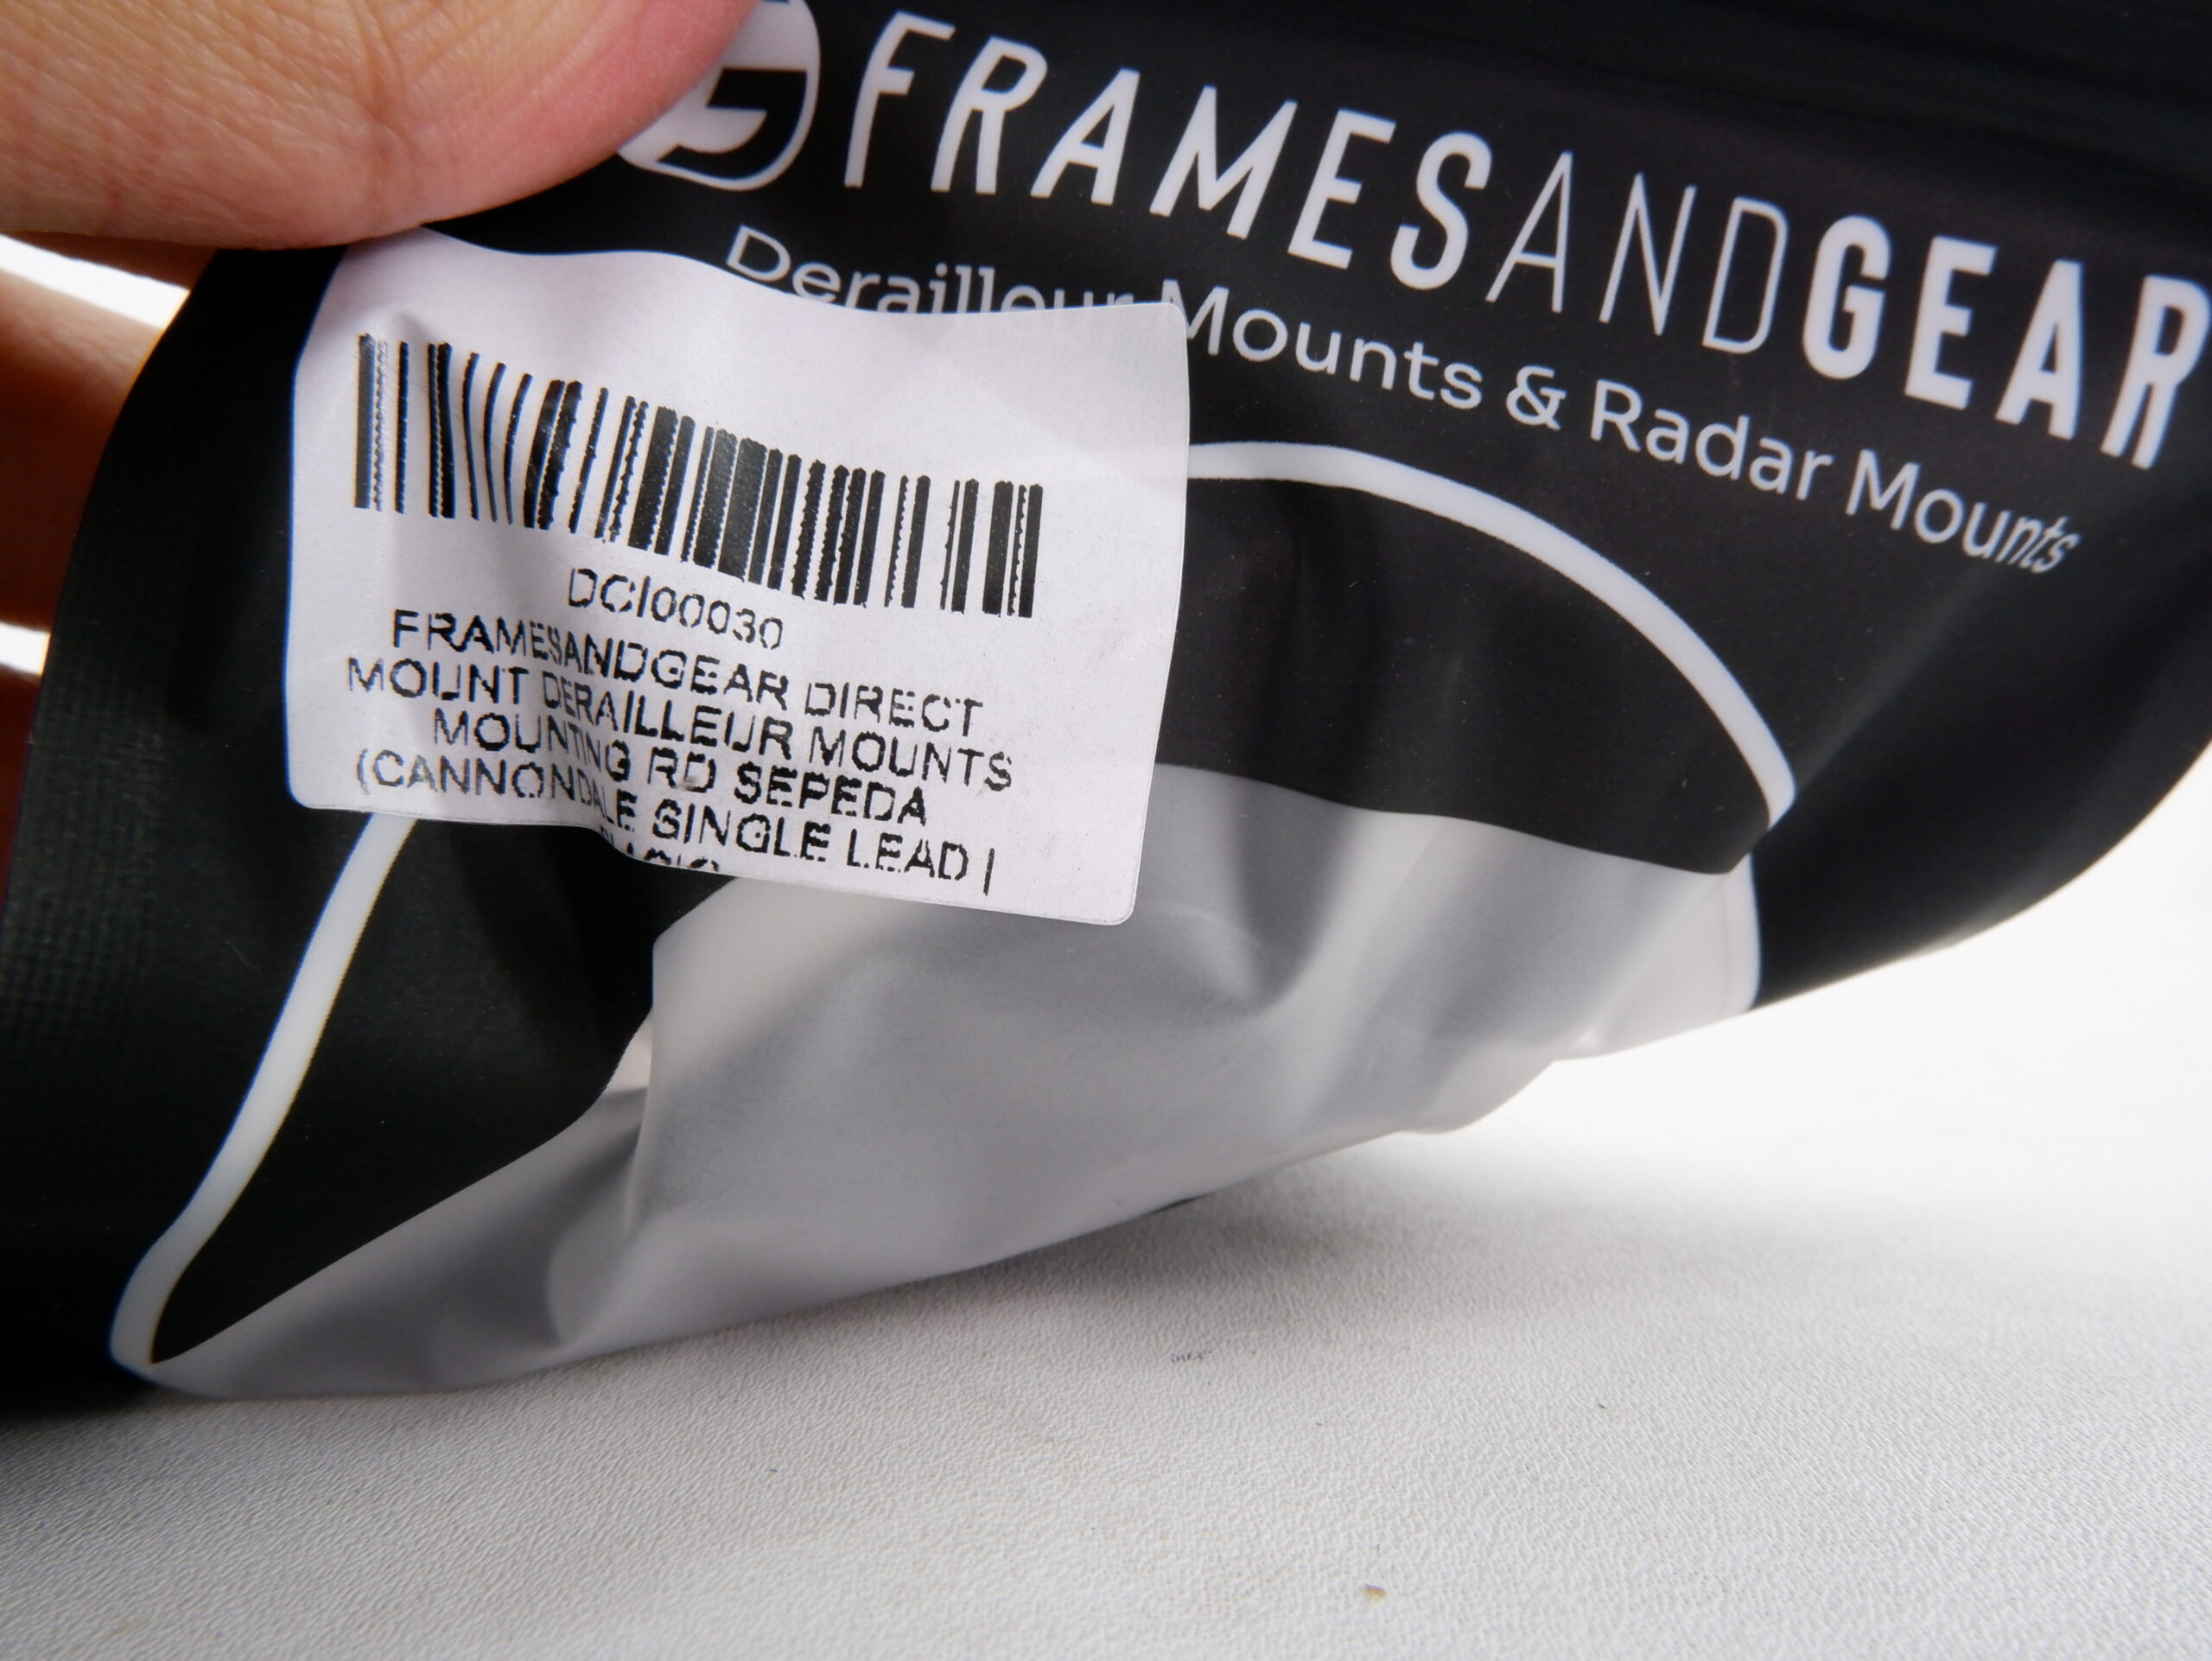 FRAMESANDGEAR
Derailleur Mounts & Radar Mounts
DCI00030
FRAMESANDGEAR DIRECT
MOUNT DERAILLEUR MOUNTS
MOUNTING RD SEPEDA
(CANNONDALE SINGLE LEAD |